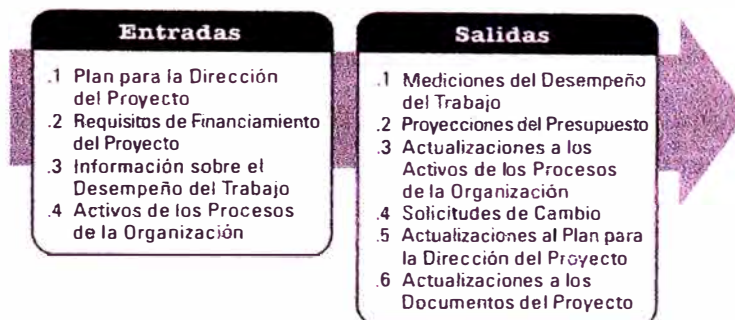 Entradas
.1 Plan para la Dirección
del Proyecto
.2 Requisitos de Financiamiento
del Proyecto
.3 Información sobre el
Desempeño del Trabajo
.4 Activos de los Procesos
de la Organización
Salidas
.1 Mediciones del Desempeño
del Trabajo
.2 Proyecciones del Presupuesto
.3 Actualizaciones a los
Activos de los Procesos
de la Organización
.4 Solicitudes de Cambio
.5 Actualizaciones al Plan para
la Dirección del Proyecto
.6 Actualizaciones a los
Documentos del Proyecto